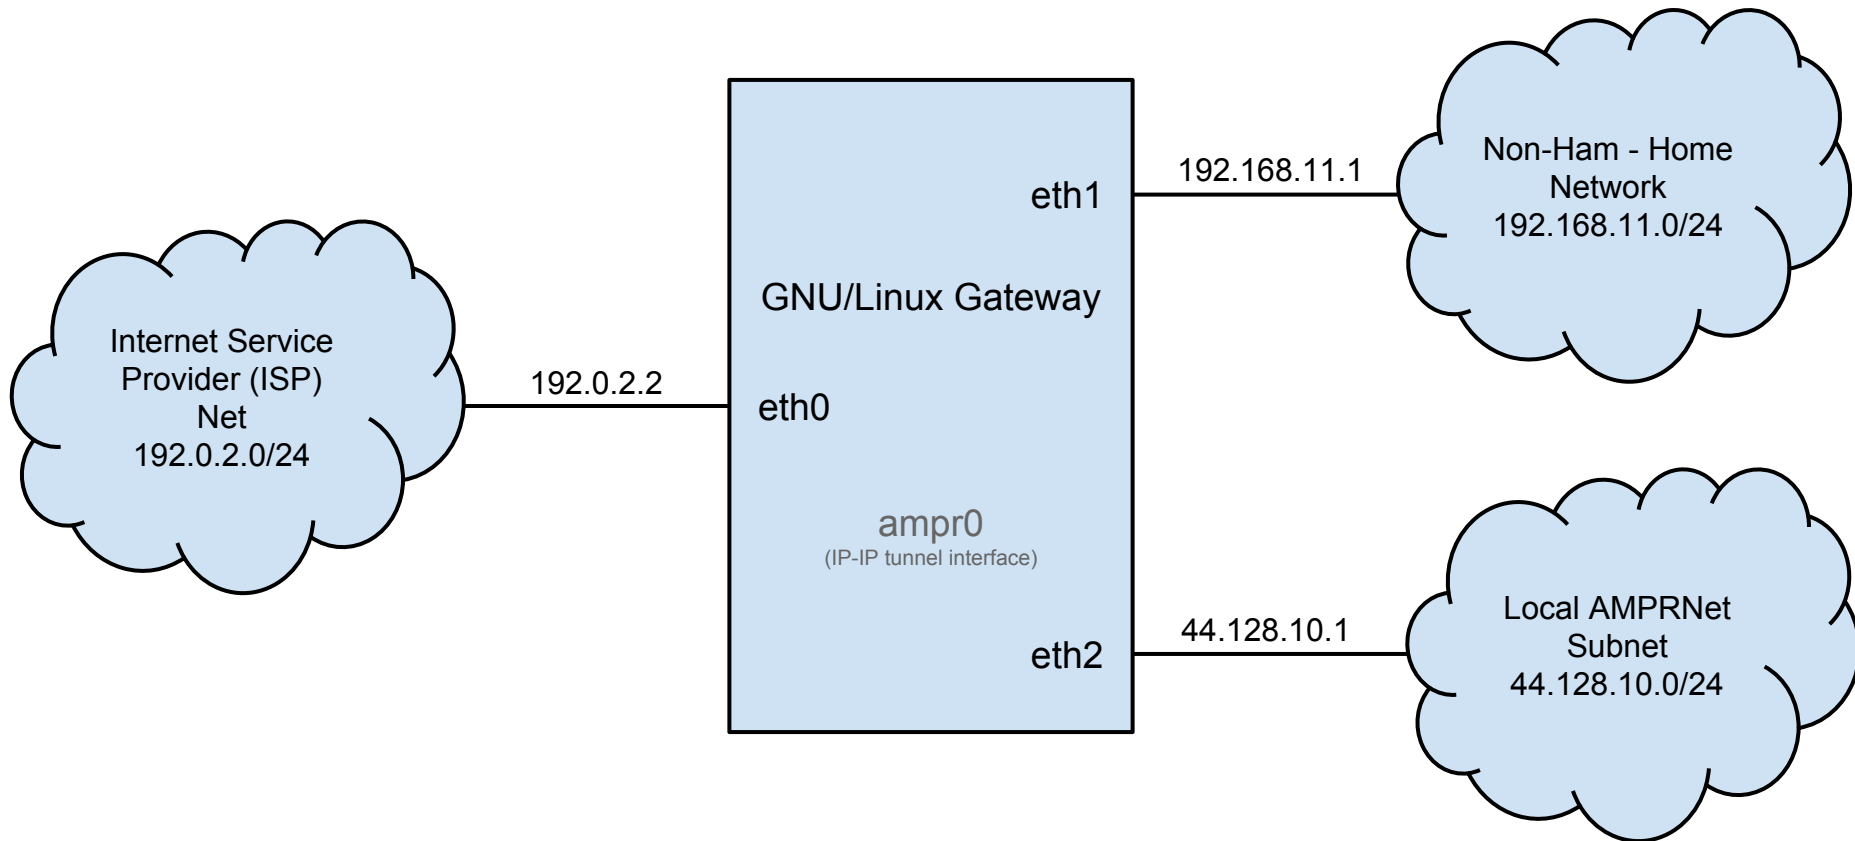 Internet Service
Provider (ISP)
Net
192.0.2.0/24
192.0.2.2
eth0
GNU/Linux Gateway
ampr0
(IP-IP tunnel interface)
eth1
192.168.11.1
Non-Ham - Home
Network
192.168.11.0/24
eth2
44.128.10.1
Local AMPRNet
Subnet
44.128.10.0/24